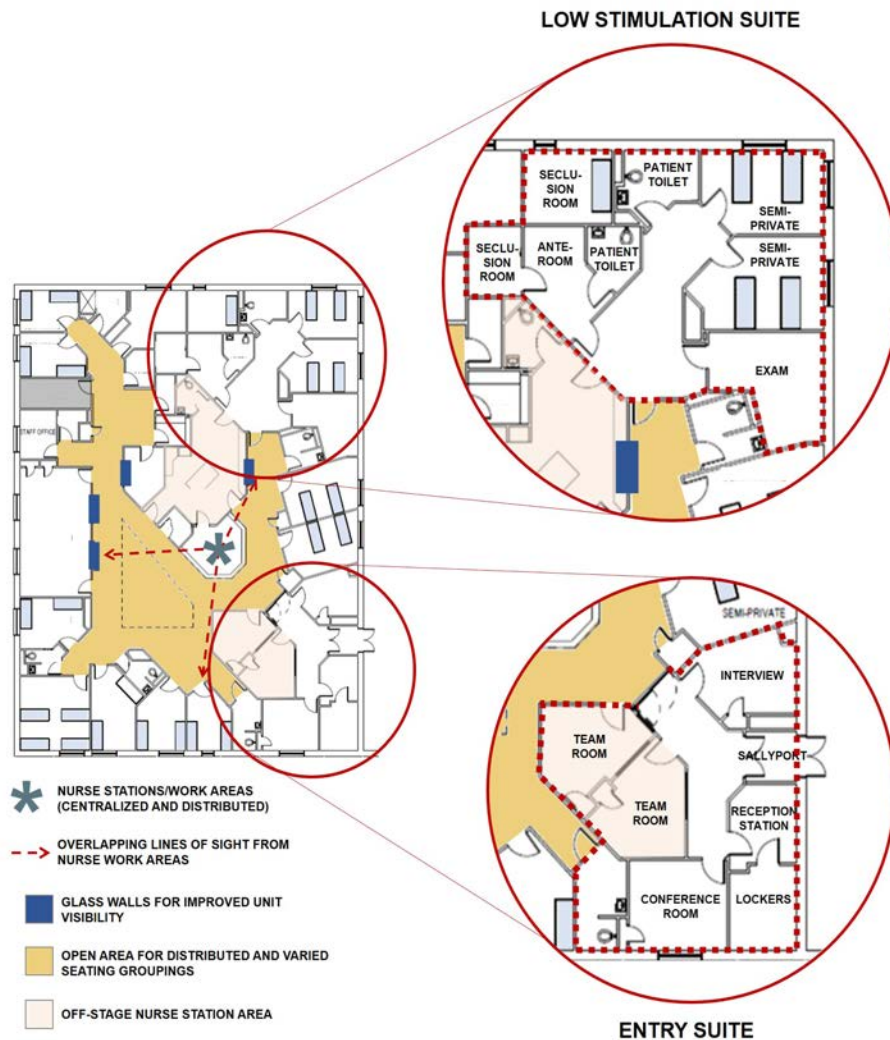 LOW STIMULATION SUITE
SECLU-
SION
ROOM
PATIENT
TOILET
SEMI-
PRIVATE
SECLU-
SION
ROOM
ANTE-
ROOM
PATIENT
TOILET
SEMI-
PRIVATE
EXAM
STAFF OFFICE
SEMI-PRIVATE
INTERVIEW
TEAM
ROOM
SALLYPORT
TEAM
ROOM
RECEPTION
STATION
CONFERENCE
ROOM
LOCKERS
NURSE STATIONS/WORK AREAS
(CENTRALIZED AND DISTRIBUTED)
OVERLAPPING LINES OF SIGHT FROM
NURSE WORK AREAS
GLASS WALLS FOR IMPROVED UNIT
VISIBILITY
OPEN AREA FOR DISTRIBUTED AND VARIED
SEATING GROUPINGS
OFF-STAGE NURSE STATION AREA
ENTRY SUITE